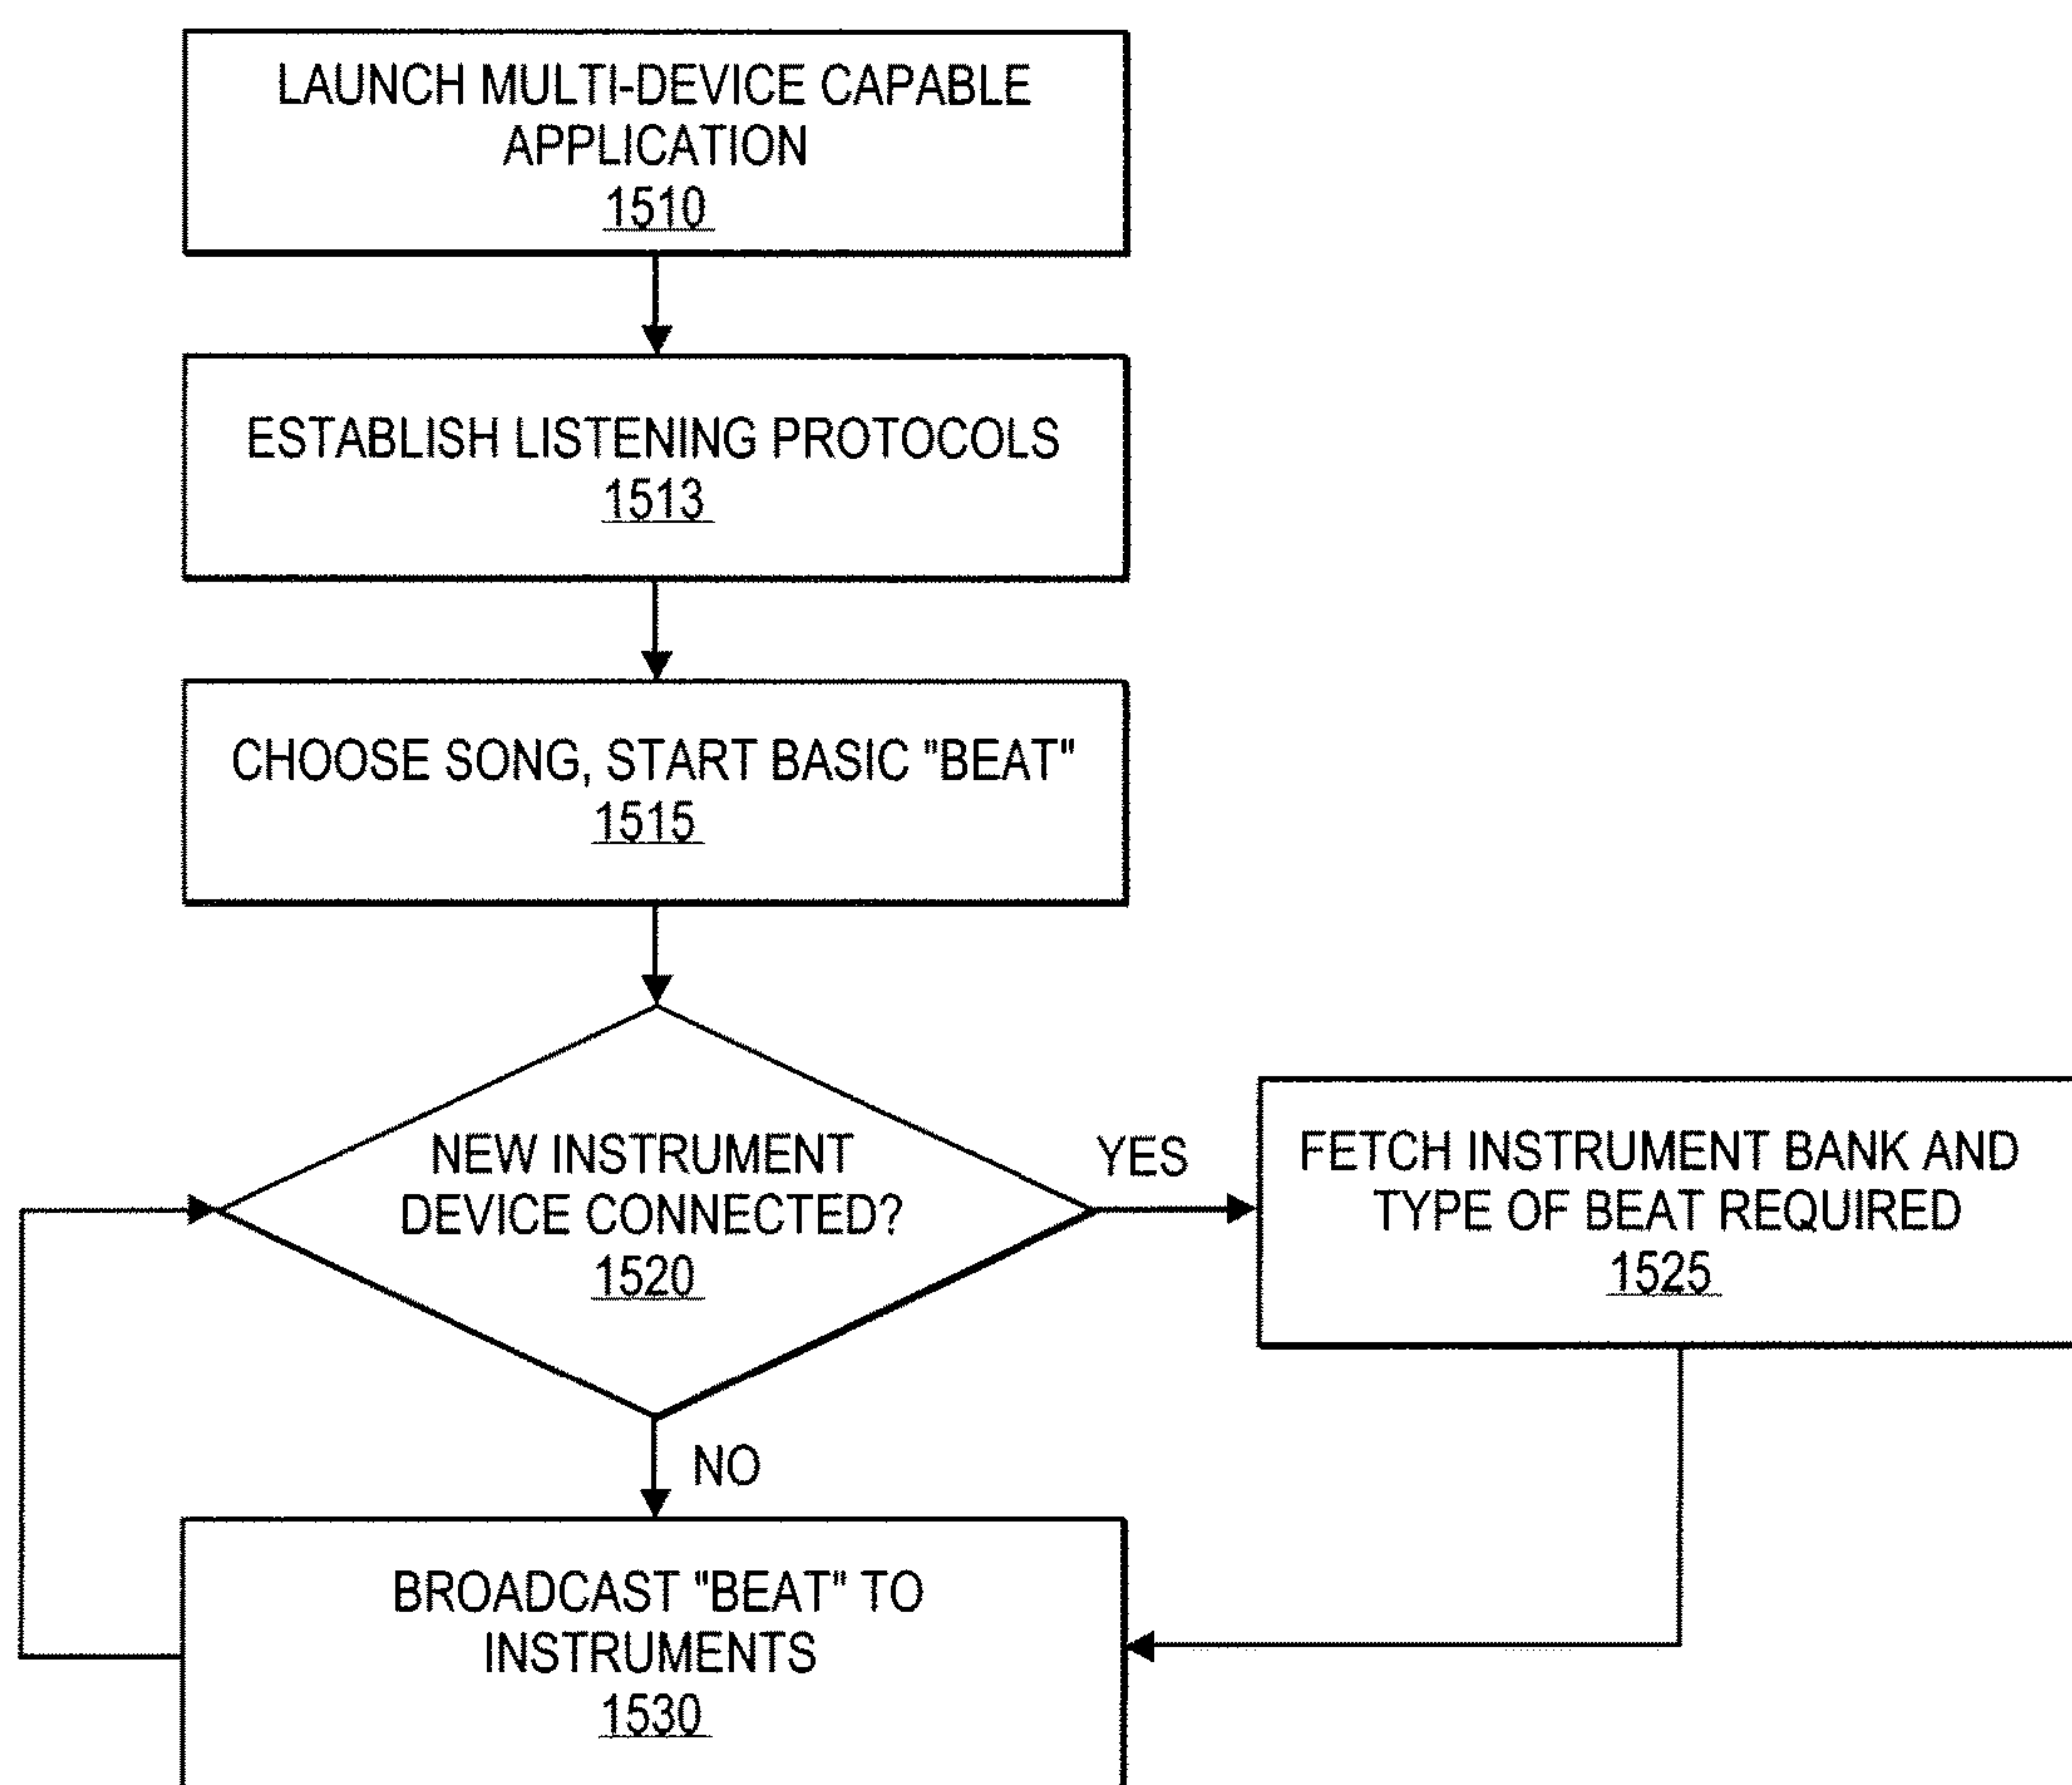 LAUNCH MULTI-DEVICE CAPABLE
APPLICATION
1510
ESTABLISH LISTENING PROTOCOLS
1513
CHOOSE SONG, START BASIC "BEAT"
1515
NEW INSTRUMENT
DEVICE CONNECTED?
1520
YES
FETCH INSTRUMENT BANK AND
TYPE OF BEAT REQUIRED
1525
NO
BROADCAST "BEAT" TO
INSTRUMENTS
1530